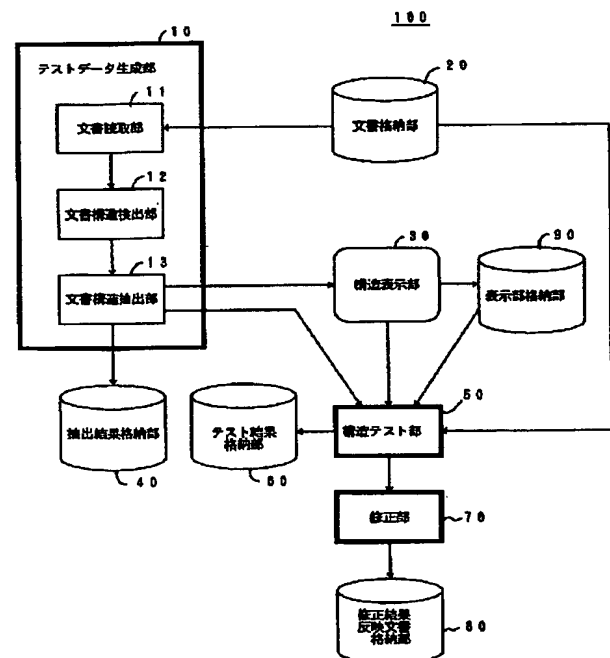 100
10
テストデータ生成部
20
11
文書読取部
文書格納部
12
文書構造検出部
13
文書構造抽出部
30
構造表示部
90
表示部格納部
抽出結果格納部
40
テスト結果
格納部
60
50
構造テスト部
修正部
70
修正結果
反映文書
格納部
80